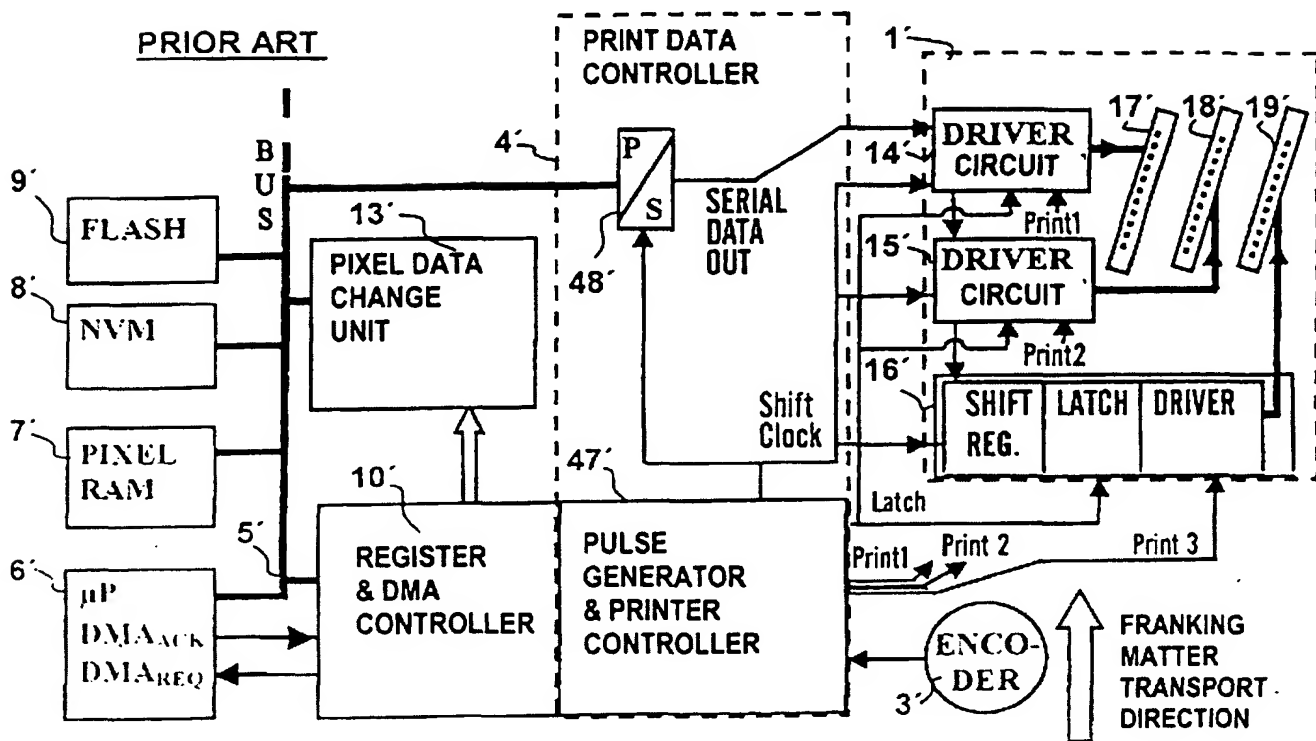 PRIOR ART
PRINT DATA
CONTROLLER
1´
17´
18´
19´
4´
P
S
48´
SERIAL
DATA
OUT
DRIVER
CIRCUIT
14´
Print1
DRIVER
CIRCUIT
15´
Print2
16´
SHIFT
REG.
LATCH
DRIVER
BUS
9´
FLASH
8´
NVM
7´
PIXEL
RAM
6´
µP
DMAACK
DMAREQ
5´
13´
PIXEL DATA
CHANGE
UNIT
10´
REGISTER
& DMA
CONTROLLER
47´
PULSE
GENERATOR
& PRINTER
CONTROLLER
Shift
Clock
Latch
Print1
Print 2
Print 3
ENCO-
DER
3´
FRANKING
MATTER
TRANSPORT
DIRECTION